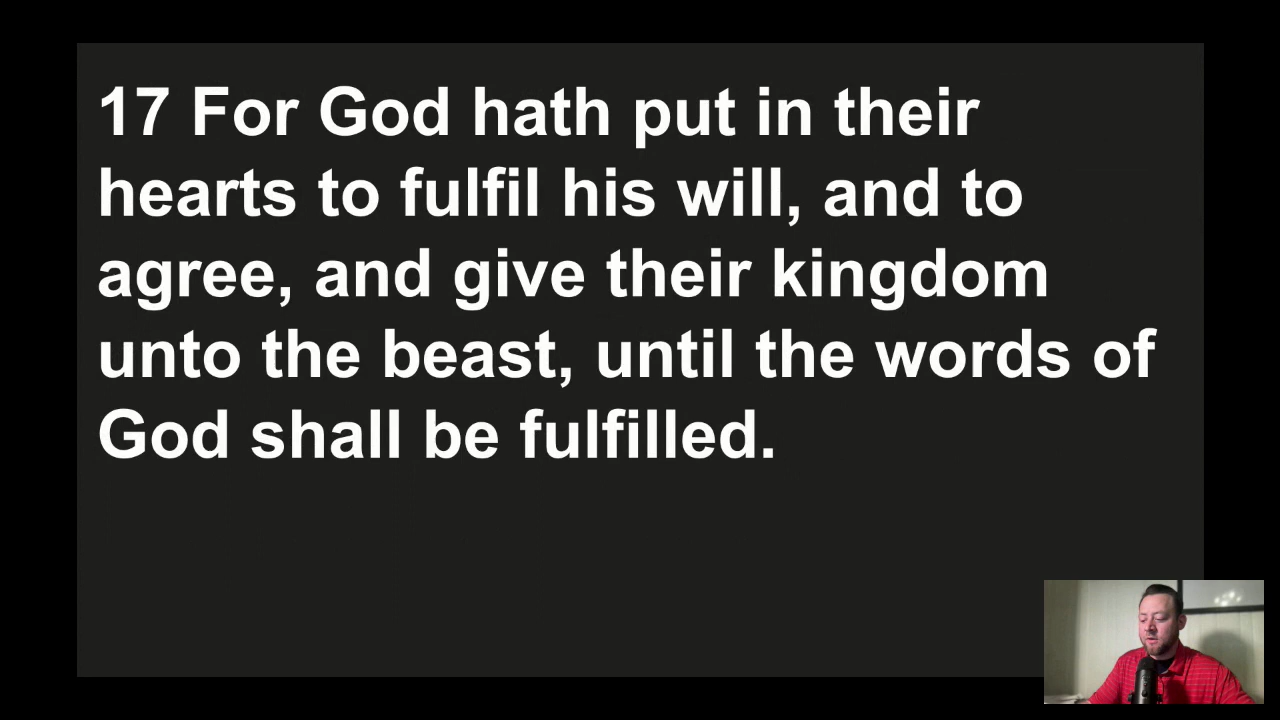 17 For God hath put in their
hearts to fulfil his will, and to
agree, and give their kingdom
unto the beast, until the words of
God shall be fulfilled.